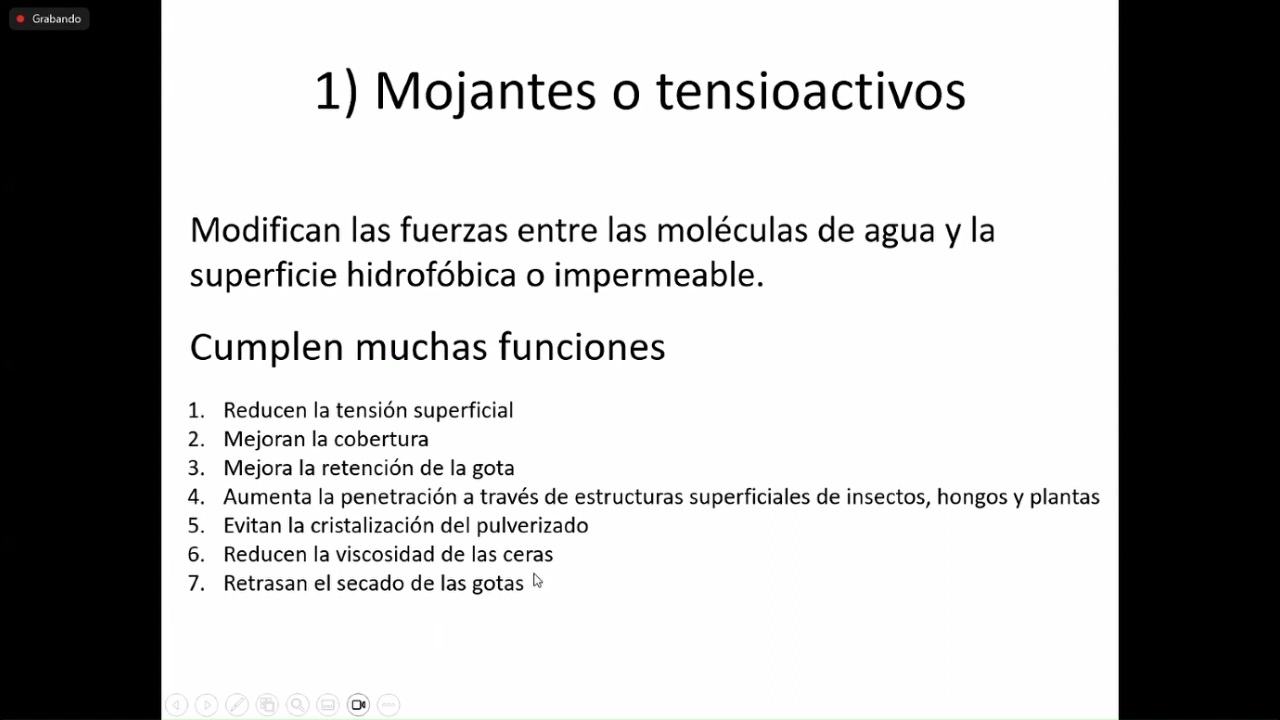 Grabando
1) Mojantes o tensioactivos
Modifican las fuerzas entre las moléculas de agua y la
superficie hidrofóbica o impermeable.
Cumplen muchas funciones
1. Reducen la tensión superficial
2. Mejoran la cobertura
3. Mejora la retención de la gota
4. Aumenta la penetración a través de estructuras superficiales de insectos, hongos y plantas
5. Evitan la cristalización del pulverizado
6. Reducen la viscosidad de las ceras
7. Retrasan el secado de las gotas